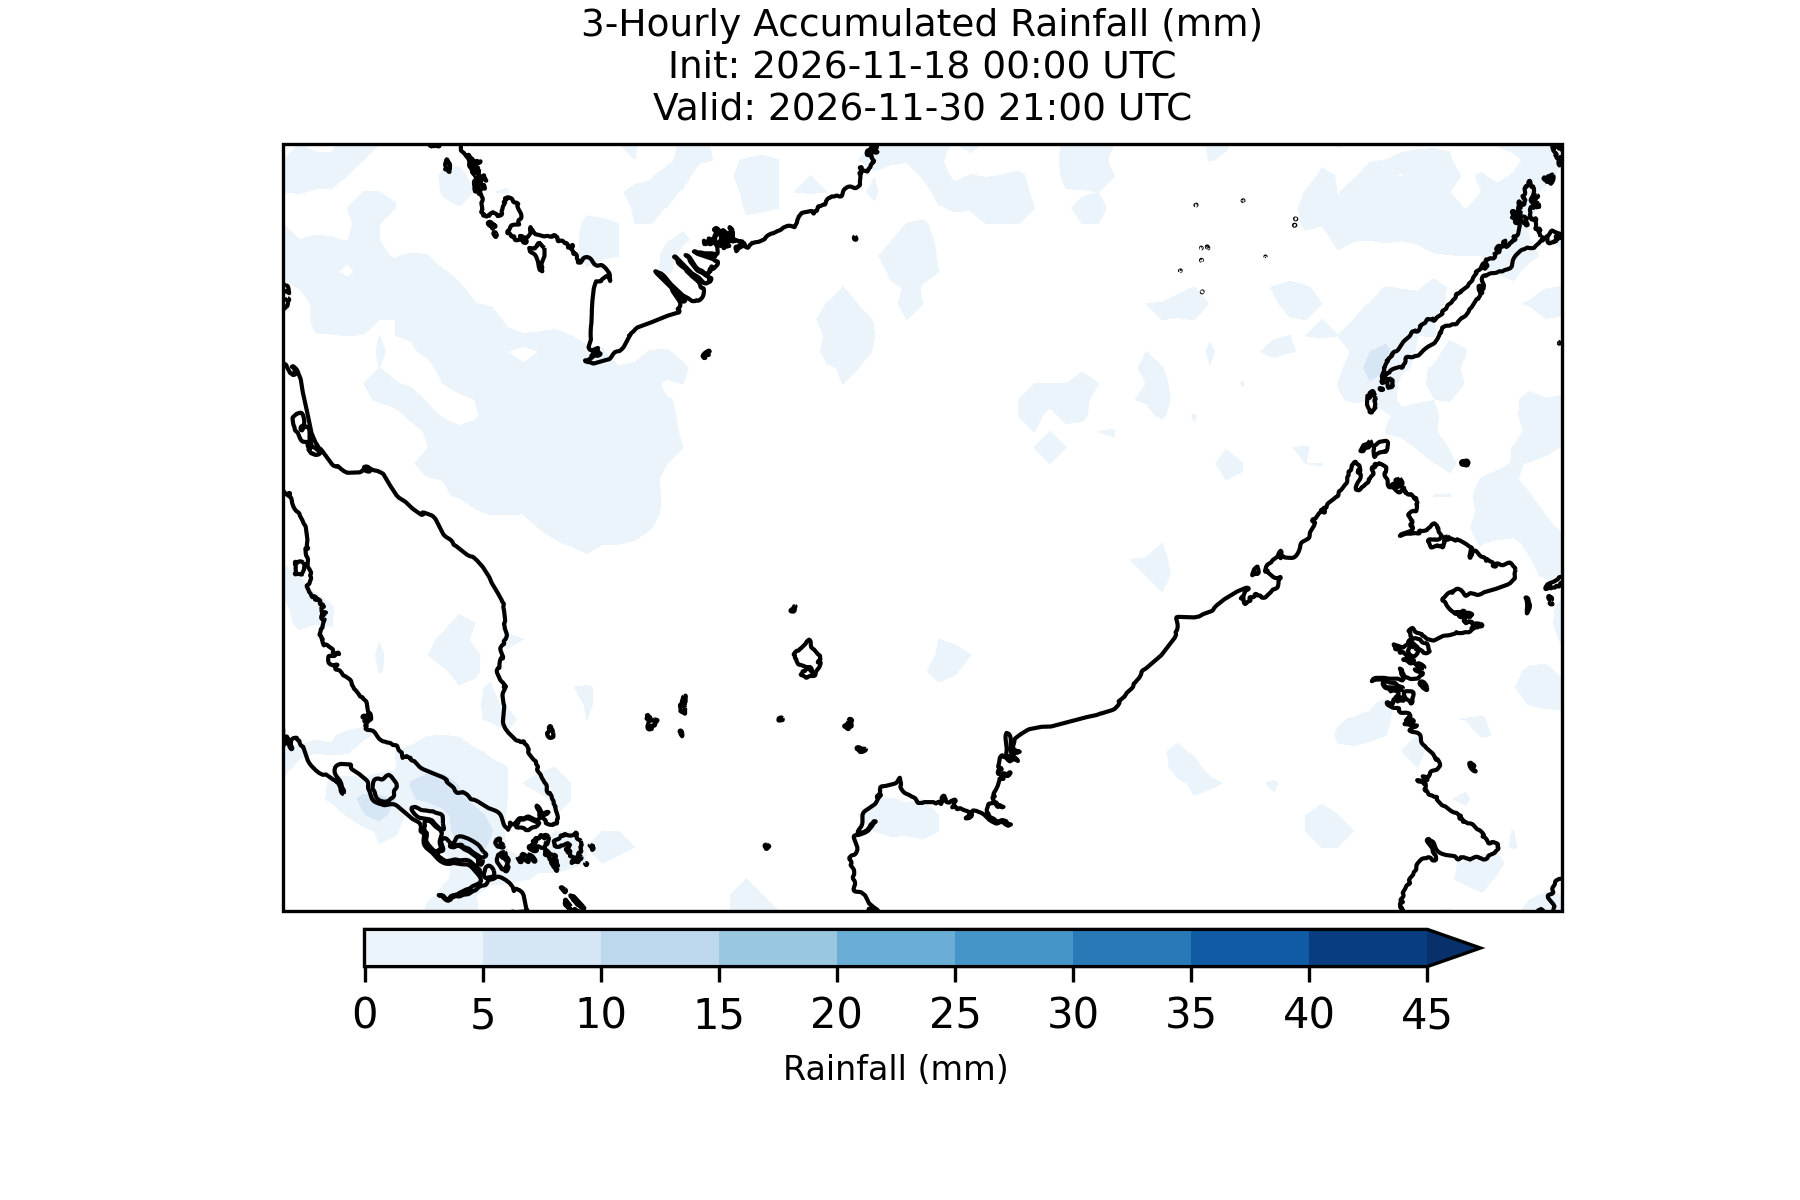 3-Hourly Accumulated Rainfall (mm)
Init: 2026-11-18 00:00 UTC
Valid: 2026-11-30 21:00 UTC
0 5 10 15 20 25 30 35 40 45
Rainfall (mm)